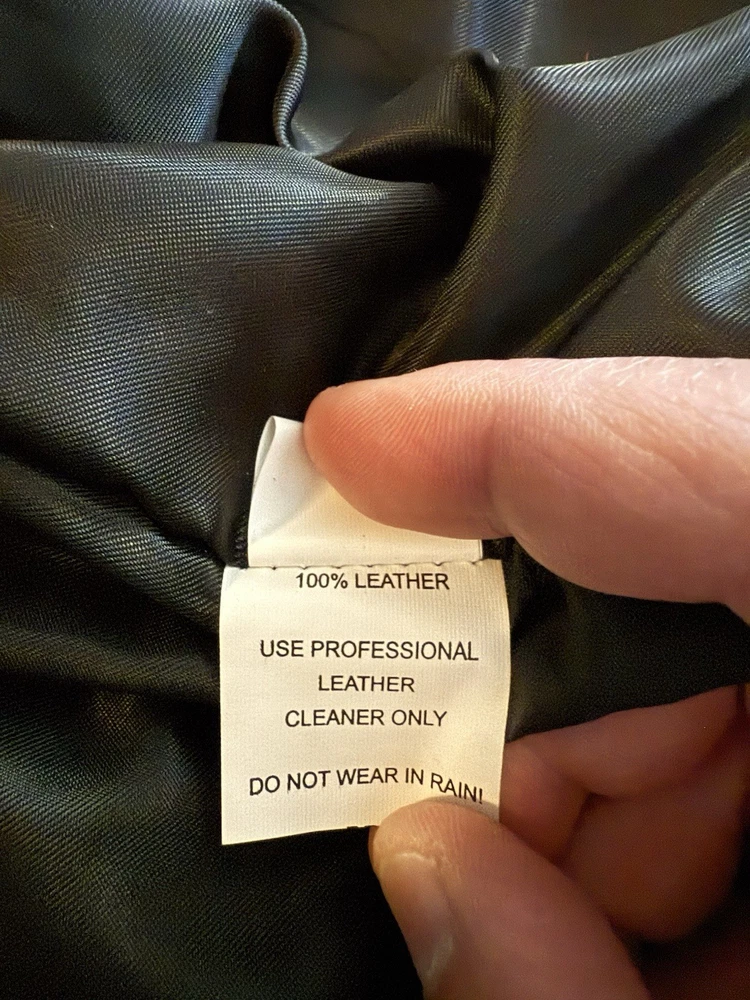 100% LEATHER
USE PROFESSIONAL
LEATHER
CLEANER ONLY
DO NOT WEAR IN RAIN!